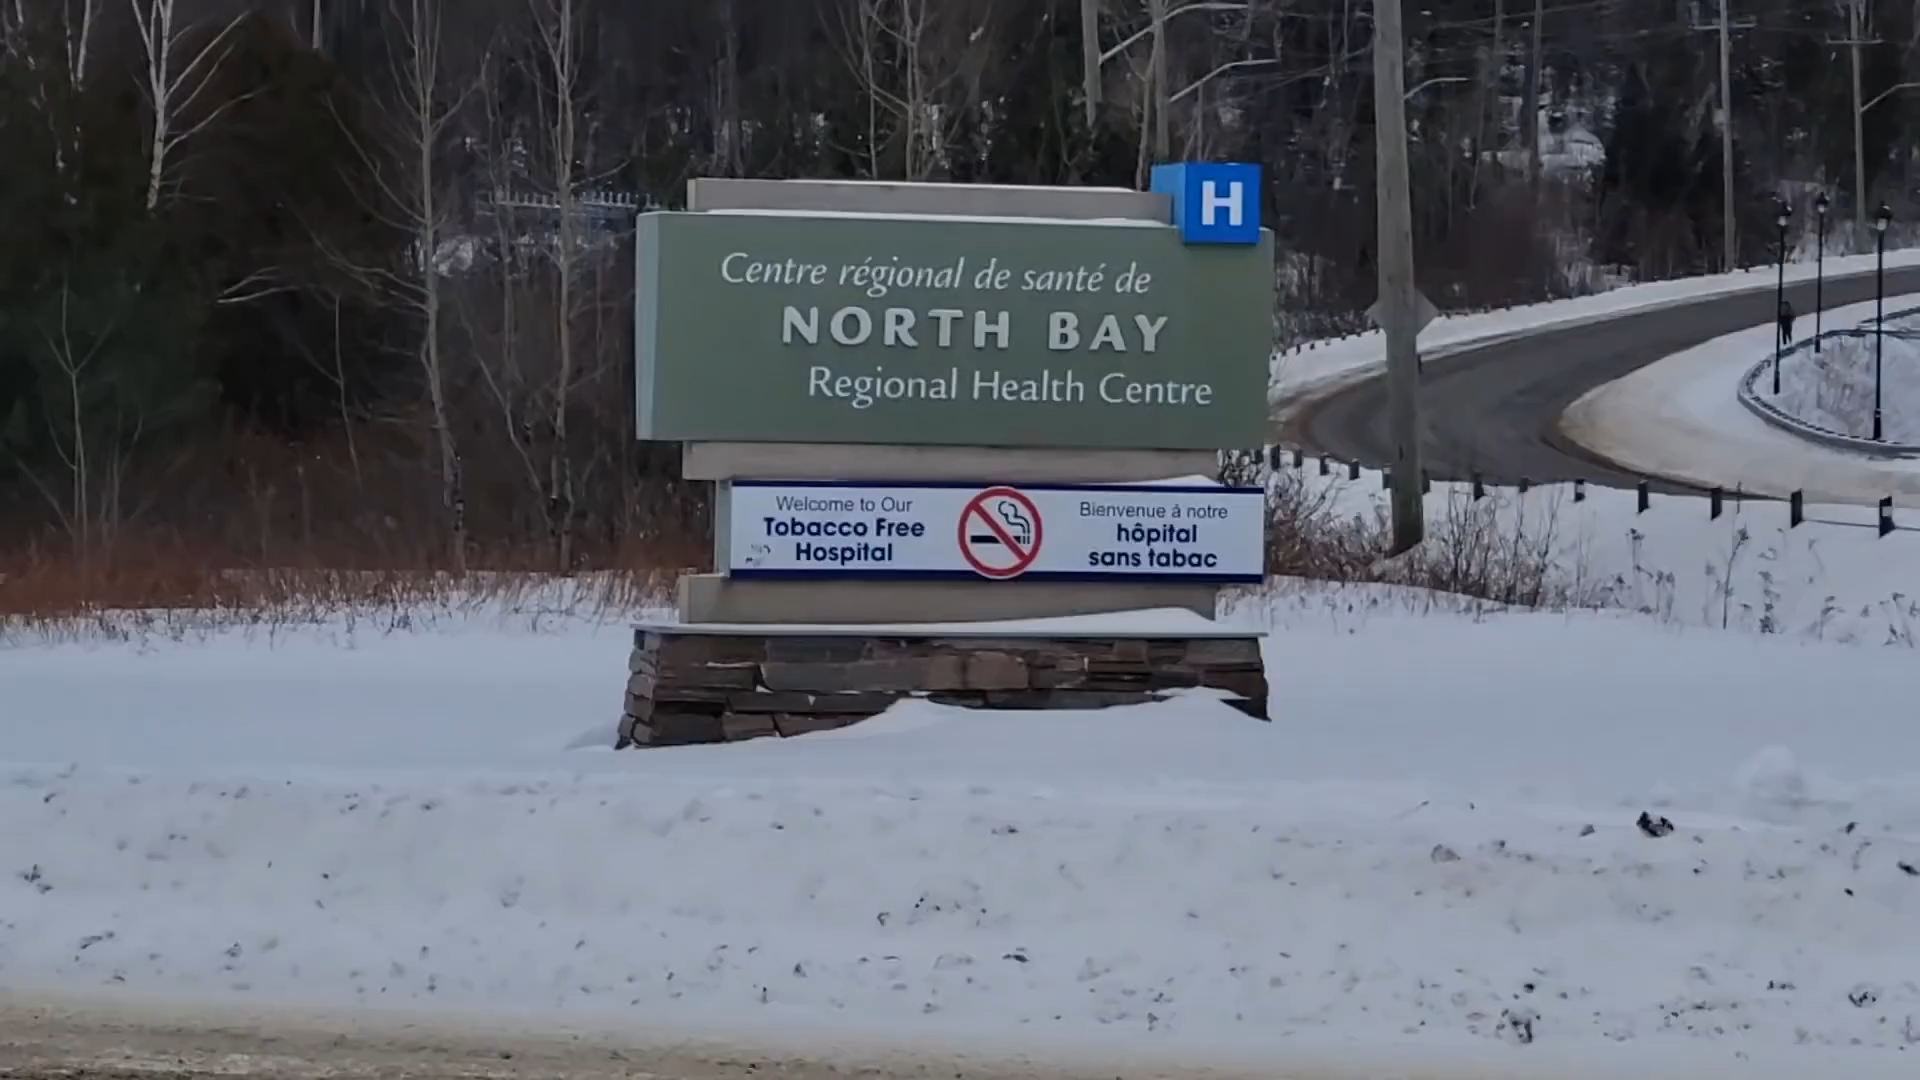 H
Centre régional de santé de
NORTH BAY
Regional Health Centre
Welcome to Our
Tobacco Free
Hospital
Bienvenue à notre
hôpital
sans tabac